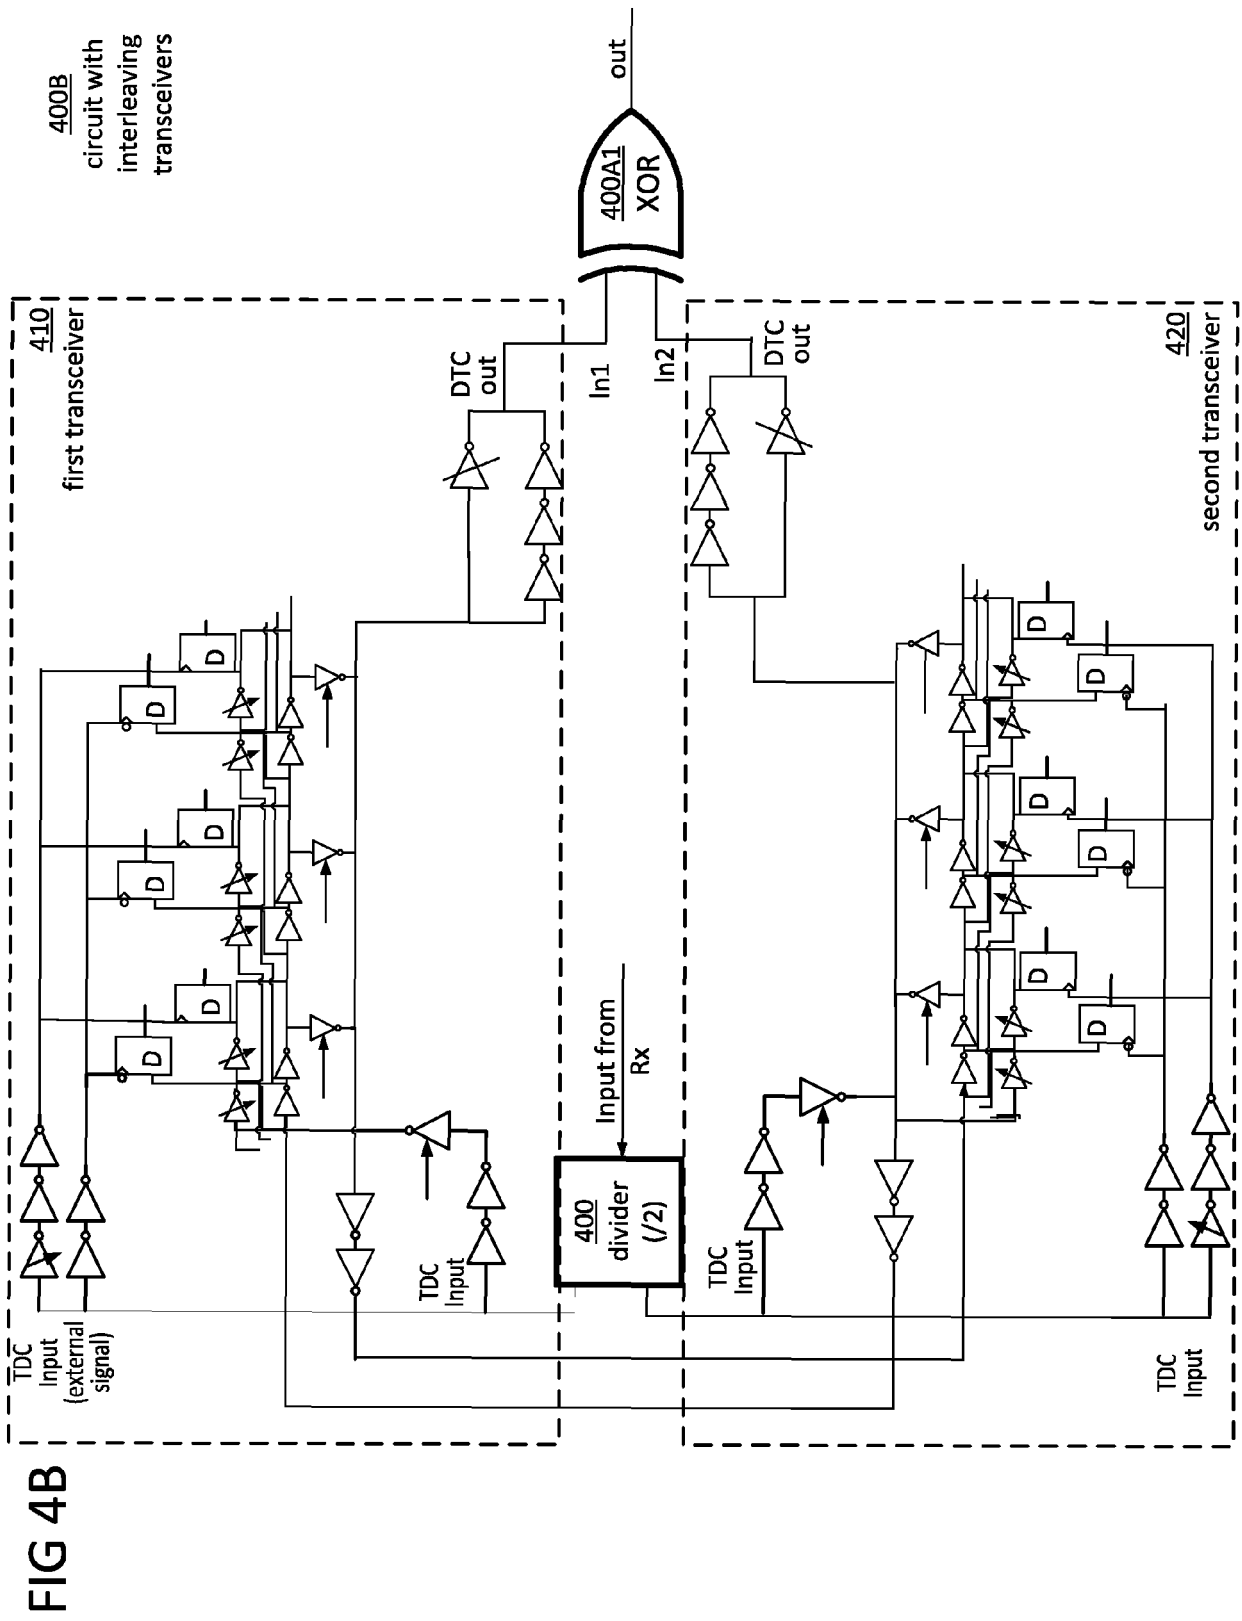 FIG 4B
400B
circuit with
interleaving
transceivers
410
first transceiver
TDC
Input
(external
signal)
D
D
D
D
D
D
TDC
Input
DTC
out
In1
In2
400A1
XOR
out
400
divider
(/2)
Input from
Rx
DTC
out
TDC
Input
D
D
D
D
D
D
TDC
Input
420
second transceiver